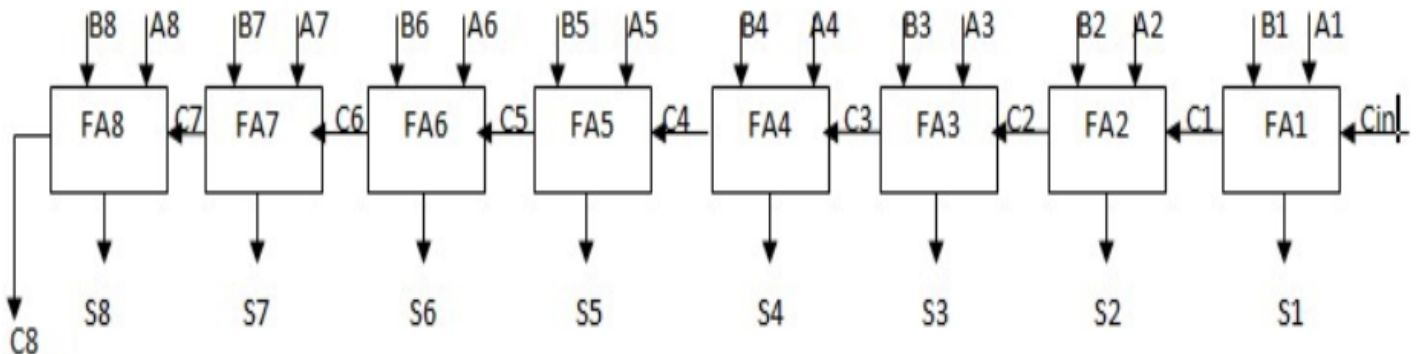 B8 A8 B7 A7 B6 A6 B5 A5 B4 A4 B3 A3 B2 A2 B1 A1
FA8 C7 FA7 C6 FA6 C5 FA5 C4 FA4 C3 FA3 C2 FA2 C1 FA1 Cin
S8 S7 S6 S5 S4 S3 S2 S1
C8